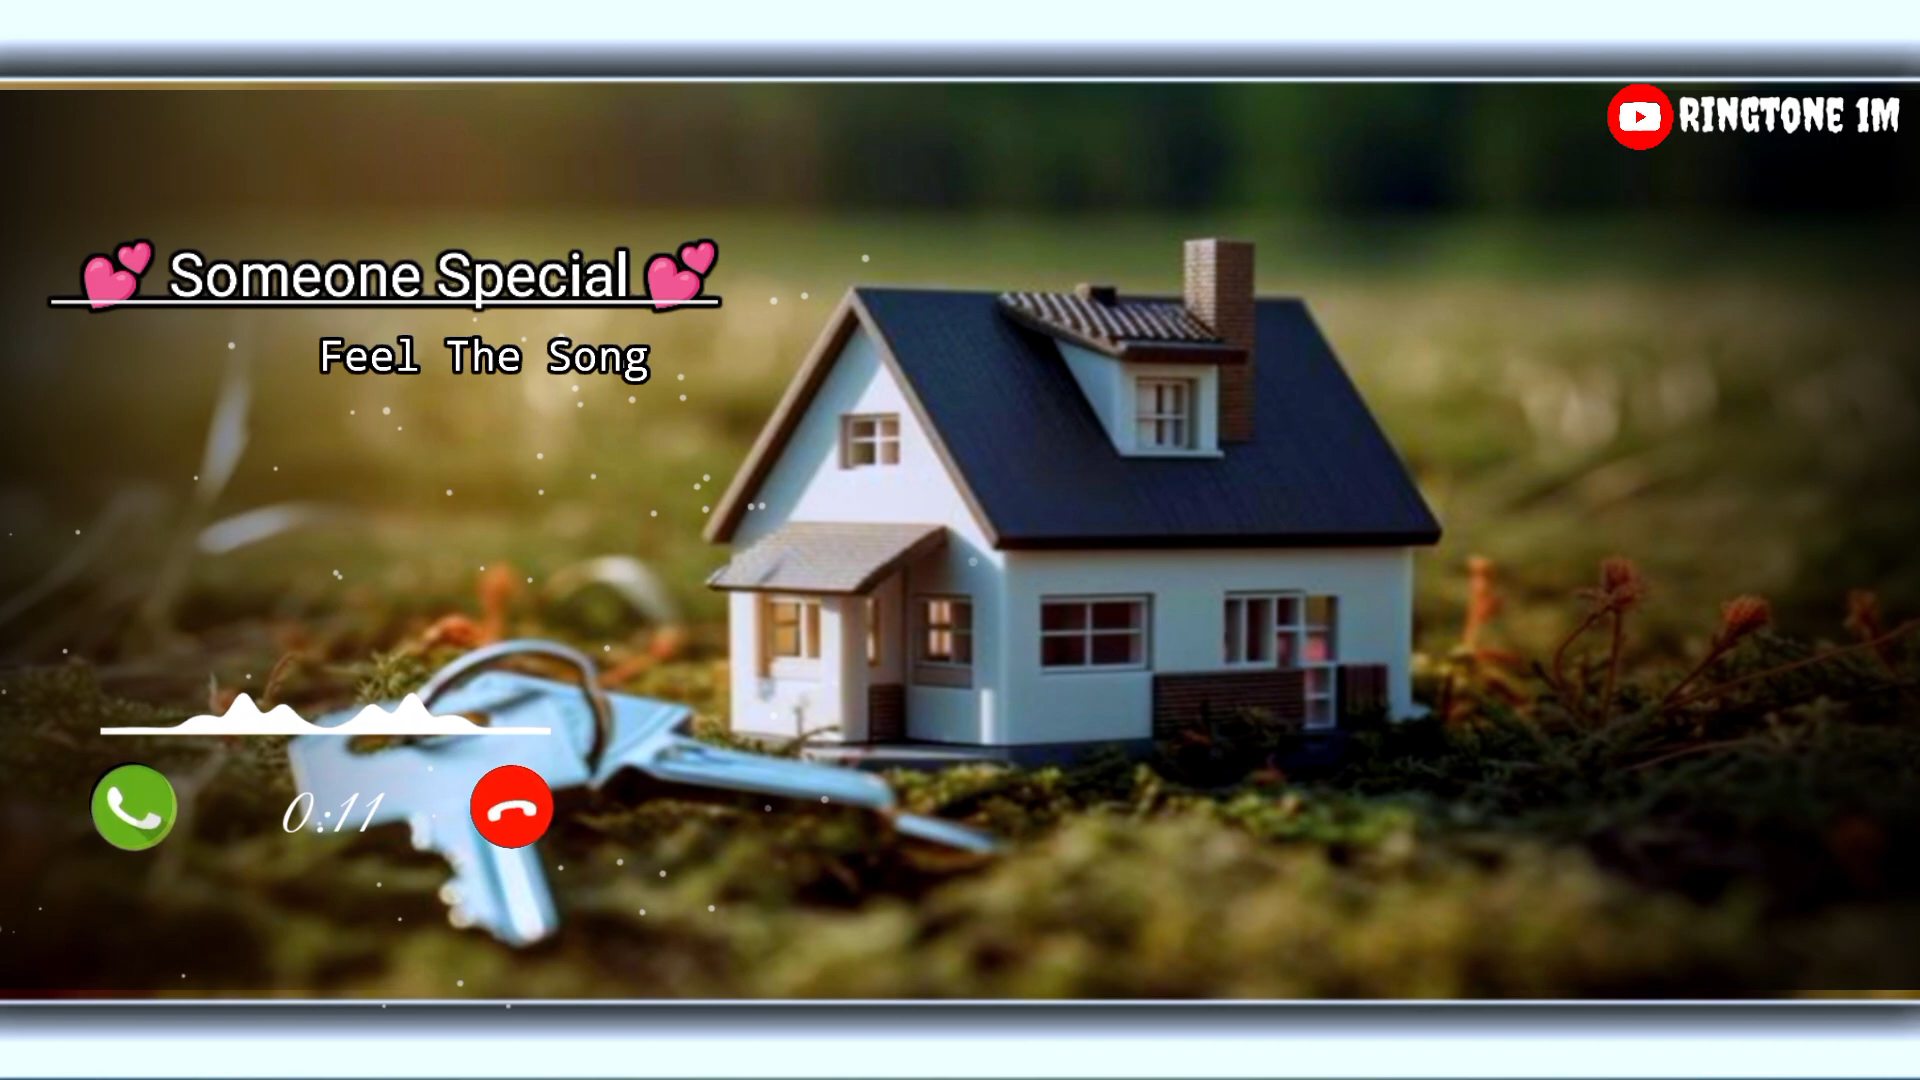 RINGTONE 1M
💕 Someone Special 💕
Feel The Song
0:11